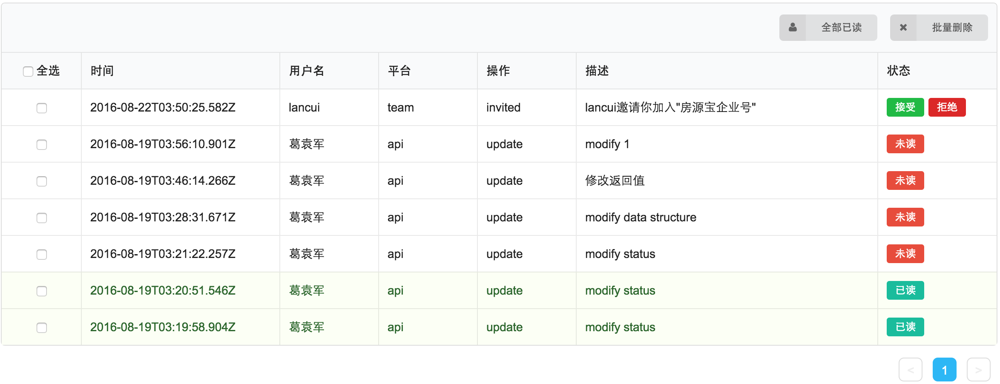 全部已读 批量删除
全选 时间 用户名 平台 操作 描述 状态
2016-08-22T03:50:25.582Z lancui team invited lancui邀请你加入"房源宝企业号" 接受 拒绝
2016-08-19T03:56:10.901Z 葛袁军 api update modify 1 未读
2016-08-19T03:46:14.266Z 葛袁军 api update 修改返回值 未读
2016-08-19T03:28:31.671Z 葛袁军 api update modify data structure 未读
2016-08-19T03:21:22.257Z 葛袁军 api update modify status 未读
2016-08-19T03:20:51.546Z 葛袁军 api update modify status 已读
2016-08-19T03:19:58.904Z 葛袁军 api update modify status 已读
< 1 >